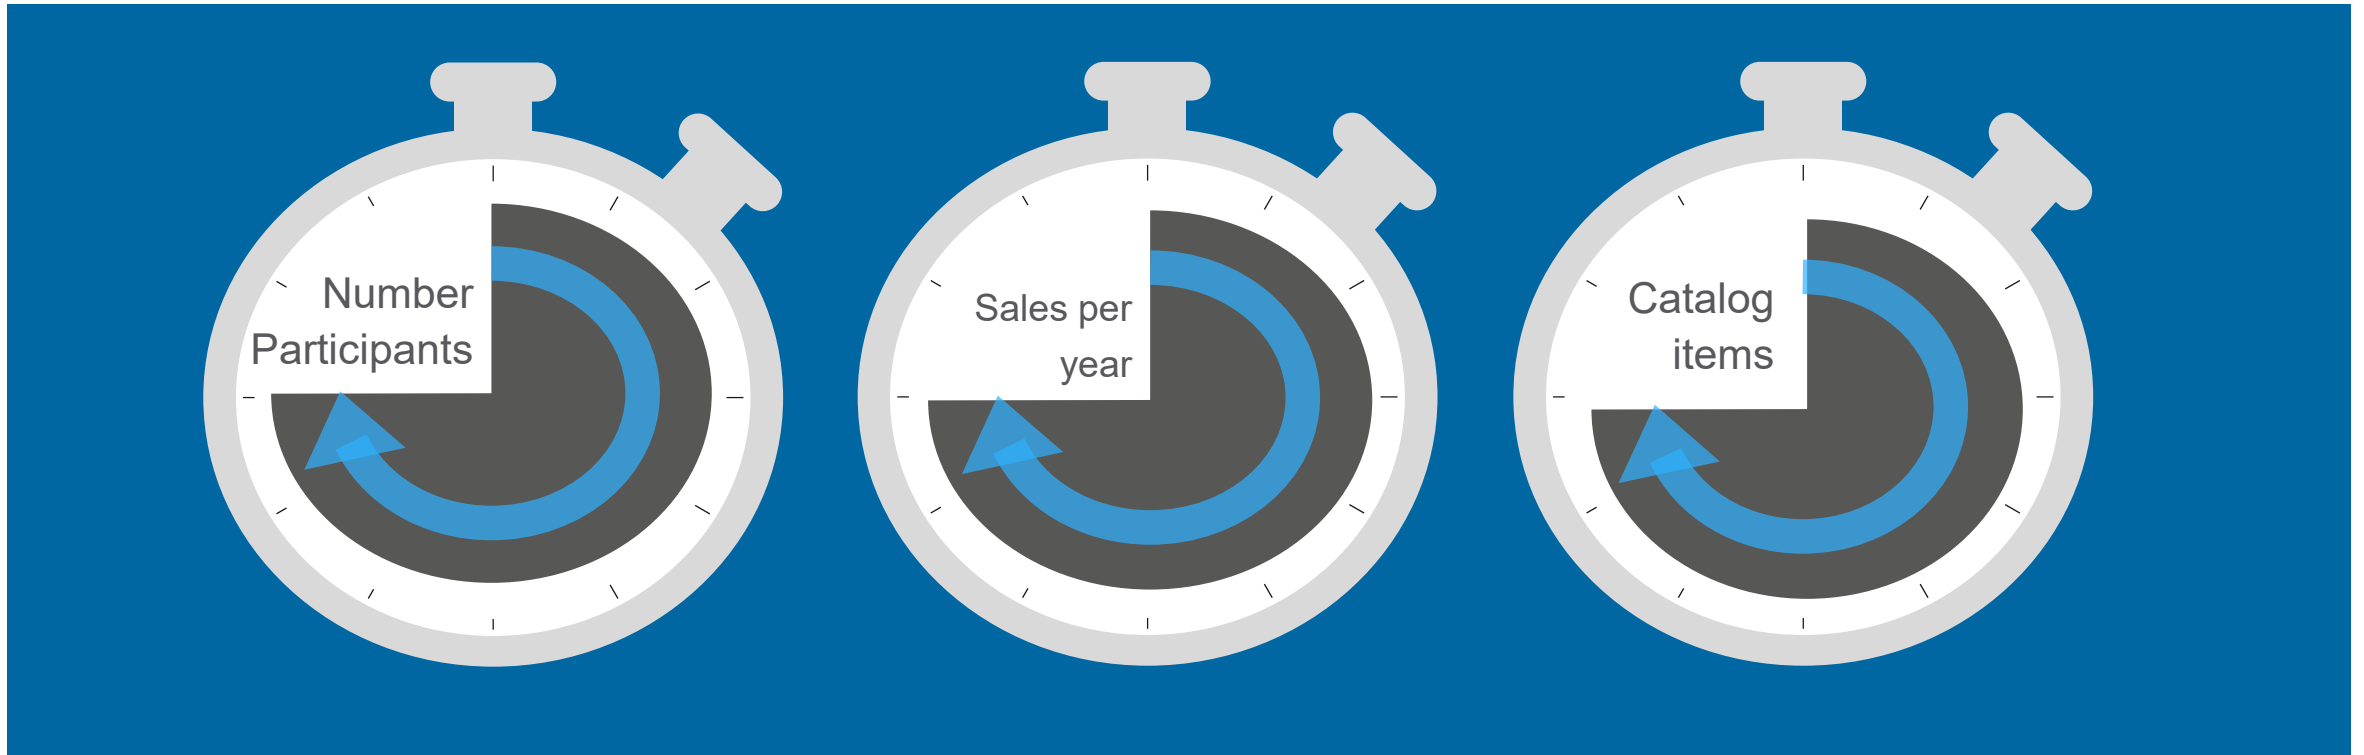 Number
Participants
Sales per
year
Catalog
items